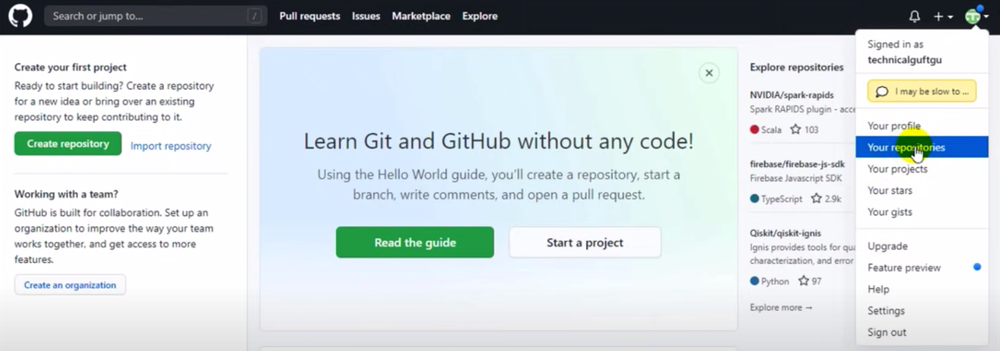 Search or jump to... /
Pull requests Issues Marketplace Explore
Create your first project
Ready to start building? Create a repository
for a new idea or bring over an existing
repository to keep contributing to it.
Create repository Import repository
Working with a team?
GitHub is built for collaboration. Set up an
organization to improve the way your team
works together, and get access to more
features.
Create an organization
Learn Git and GitHub without any code!
Using the Hello World guide, you'll create a repository, start a
branch, write comments, and open a pull request.
Read the guide Start a project
Explore repositories
NVIDIA/spark-rapids
Spark RAPIDS plugin - acce
Scala 103
firebase/firebase-js-sdk
Firebase Javascript SDK
TypeScript 2.9k
Qiskit/qiskit-ignis
Ignis provides tools for qua
characterization, and error
Python 97
Explore more →
Signed in as
technicalguftgu
I may be slow to ...
Your profile
Your repositories
Your projects
Your stars
Your gists
Upgrade
Feature preview
Help
Settings
Sign out